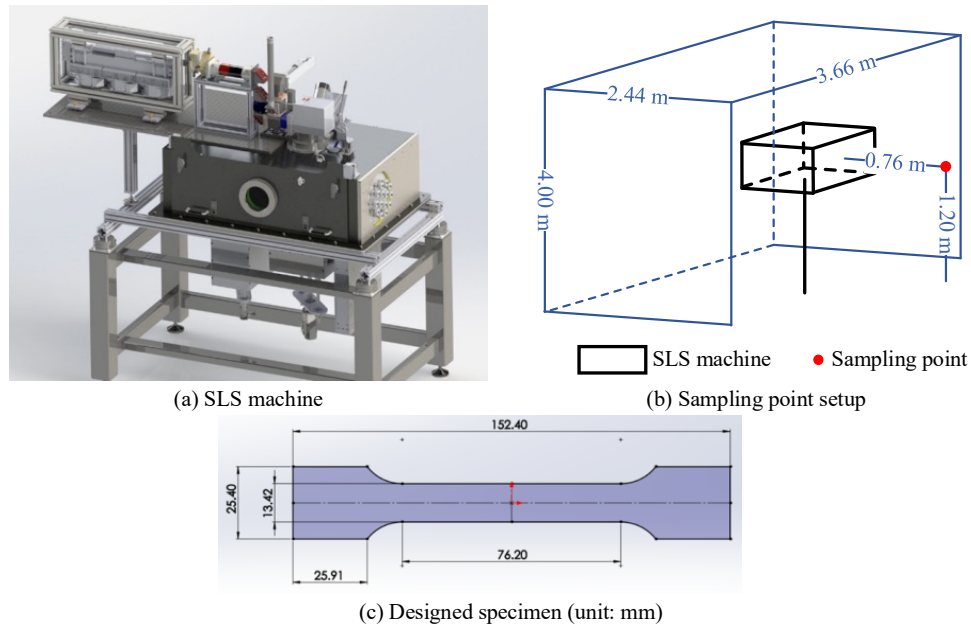 2.44 m
3.66 m
4.00 m
0.76 m
1.20 m
SLS machine
Sampling point
(a) SLS machine
(b) Sampling point setup
152.40
25.40
13.42
76.20
25.91
(c) Designed specimen (unit: mm)